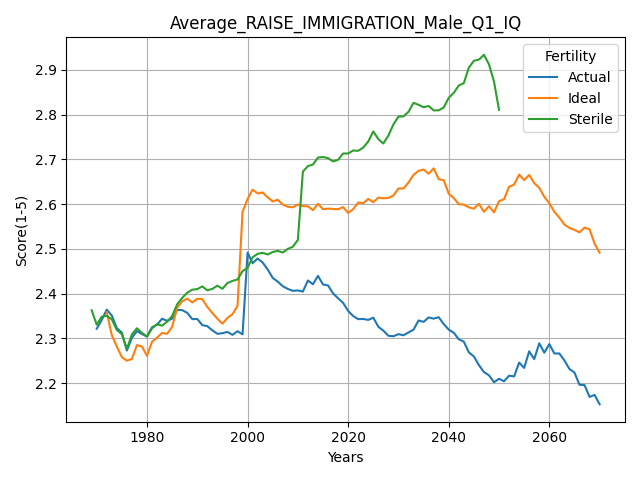 Average_RAISE_IMMIGRATION_Male_Q1_IQ
Score(1-5)
2.9
2.8
2.7
2.6
2.5
2.4
2.3
2.2
Fertility
Actual
Ideal
Sterile
1980
2000
2020
2040
2060
Years